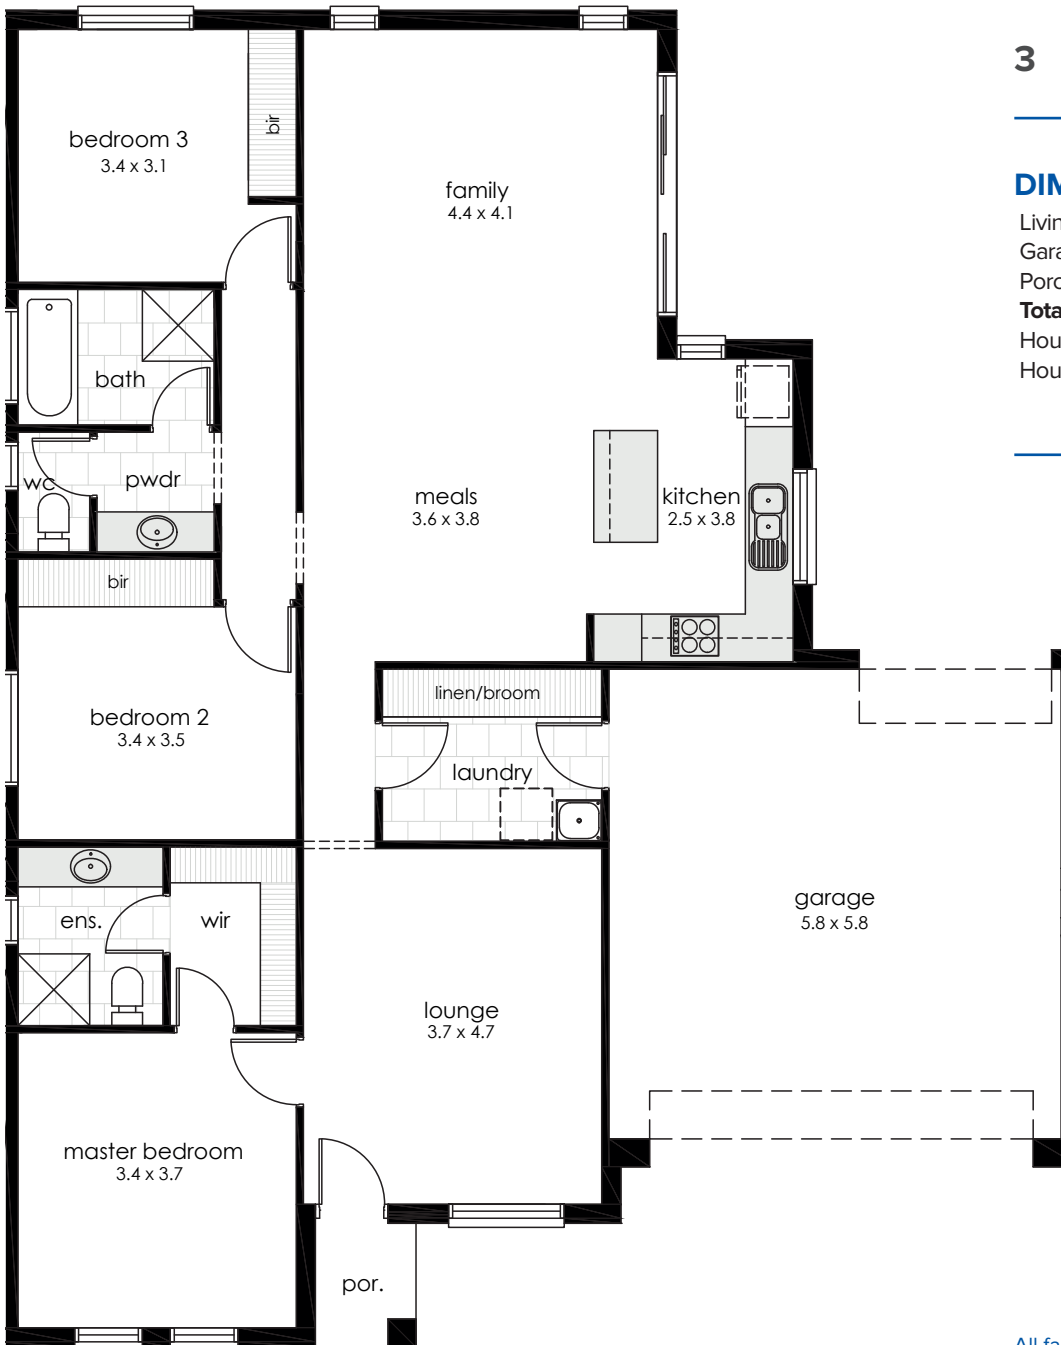 bedroom 3
3.4 x 3.1
bir
family
4.4 x 4.1
bath
wc
pwdr
meals
3.6 x 3.8
kitchen
2.5 x 3.8
bir
bedroom 2
3.4 x 3.5
linen/broom
laundry
ens.
wir
garage
5.8 x 5.8
lounge
3.7 x 4.7
master bedroom
3.4 x 3.7
por.
3